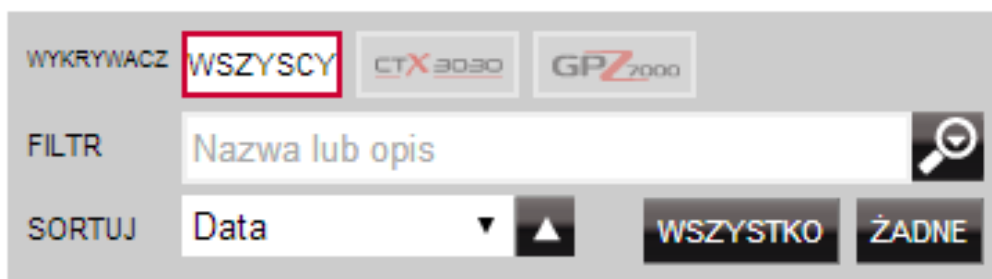 WYKRYWACZ WSZYSCY CTX 3030 GPZ 7000
FILTR Nazwa lub opis
SORTUJ Data WSZYSTKO ŻADNE